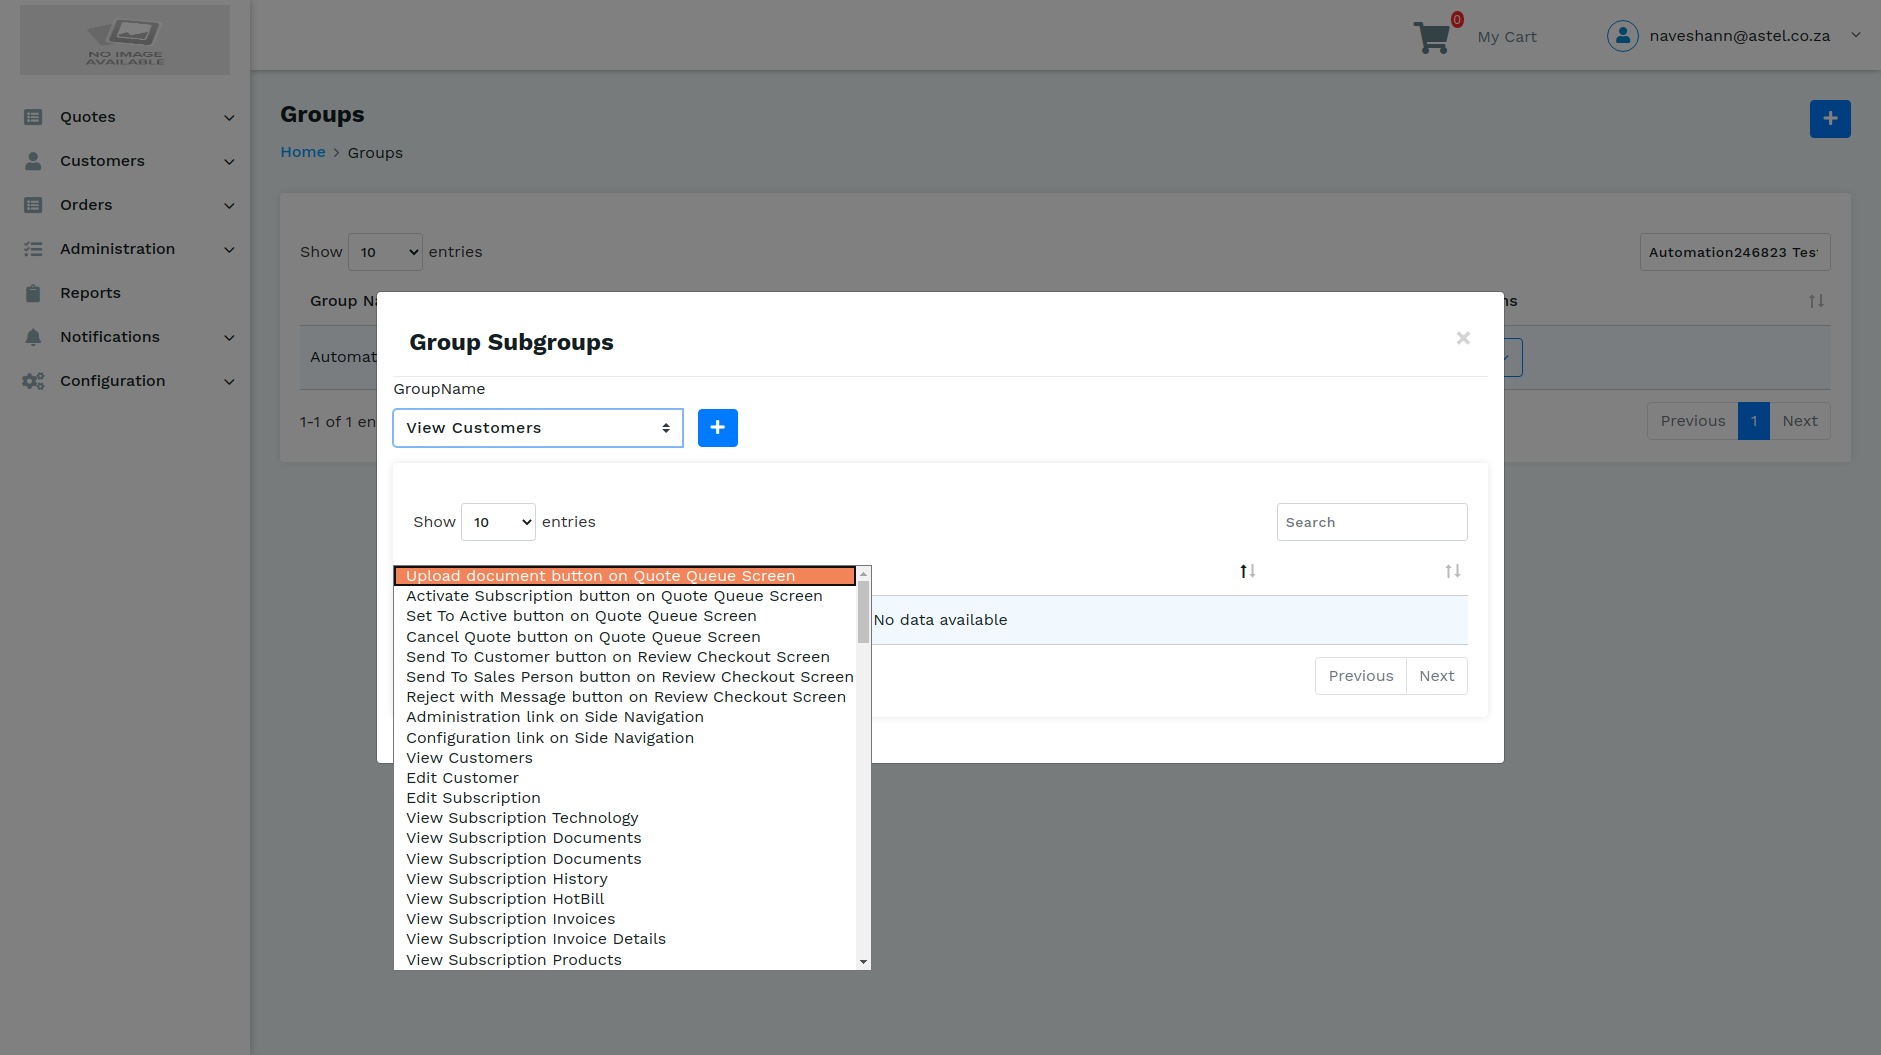 NO IMAGE
AVAILABLE
0
My Cart
naveshann@astel.co.za
Quotes
Customers
Orders
Administration
Reports
Notifications
Configuration
Groups
Home > Groups
Show 10 entries
Automation246823 Tes
Group Na
ns
Automat
1-1 of 1 en
Previous 1 Next
Group Subgroups
GroupName
View Customers
Show 10 entries
Search
No data available
Previous Next
Upload document button on Quote Queue Screen
Activate Subscription button on Quote Queue Screen
Set To Active button on Quote Queue Screen
Cancel Quote button on Quote Queue Screen
Send To Customer button on Review Checkout Screen
Send To Sales Person button on Review Checkout Screen
Reject with Message button on Review Checkout Screen
Administration link on Side Navigation
Configuration link on Side Navigation
View Customers
Edit Customer
Edit Subscription
View Subscription Technology
View Subscription Documents
View Subscription Documents
View Subscription History
View Subscription HotBill
View Subscription Invoices
View Subscription Invoice Details
View Subscription Products